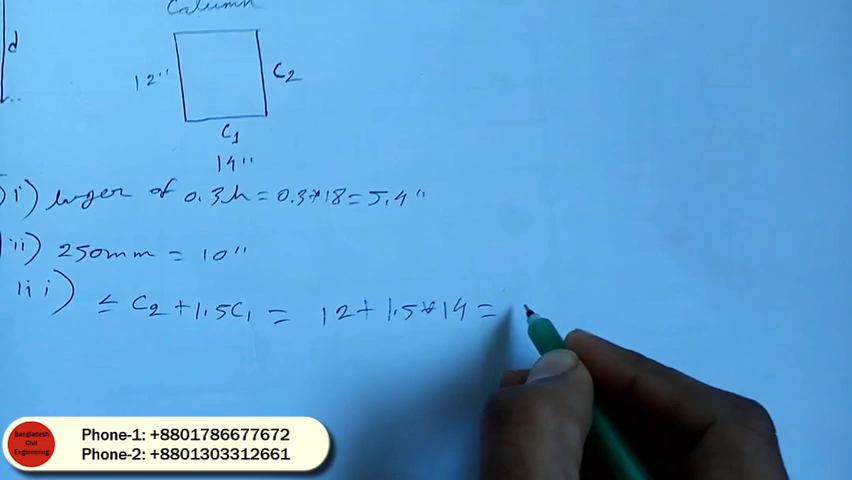 Column
d
12"
C2
C1
14"
i) larger of 0.3h = 0.3*18 = 5.4"
ii) 250mm = 10"
iii) ≤ C2 + 1.5C1 = 12 + 1.5*14 =
Bangladesh
Civil
Engineering
Phone-1: +8801786677672
Phone-2: +8801303312661